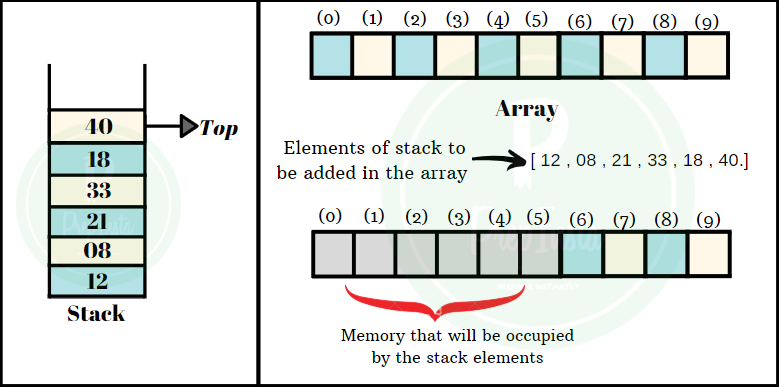 40
Top
18
33
21
08
12
Stack
(0) (1) (2) (3) (4) (5) (6) (7) (8) (9)
Array
Elements of stack to
be added in the array
[ 12 , 08 , 21 , 33 , 18 , 40.]
(0) (1) (2) (3) (4) (5) (6) (7) (8) (9)
Memory that will be occupied
by the stack elements